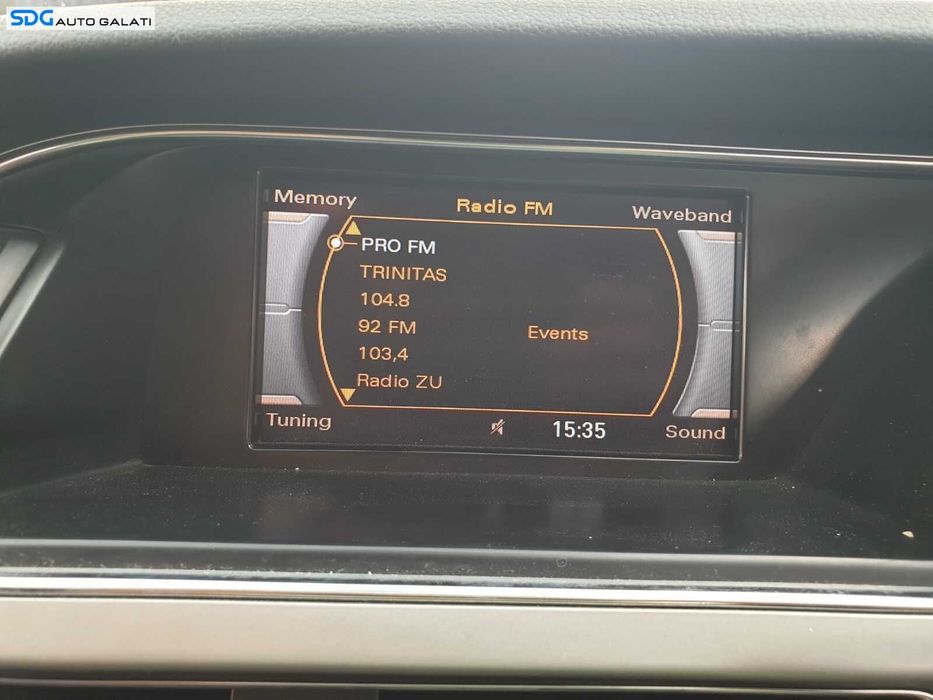 SDG AUTO GALATI
Memory
Radio FM
Waveband
PRO FM
TRINITAS
104.8
92 FM
Events
103,4
Radio ZU
Tuning
15:35
Sound